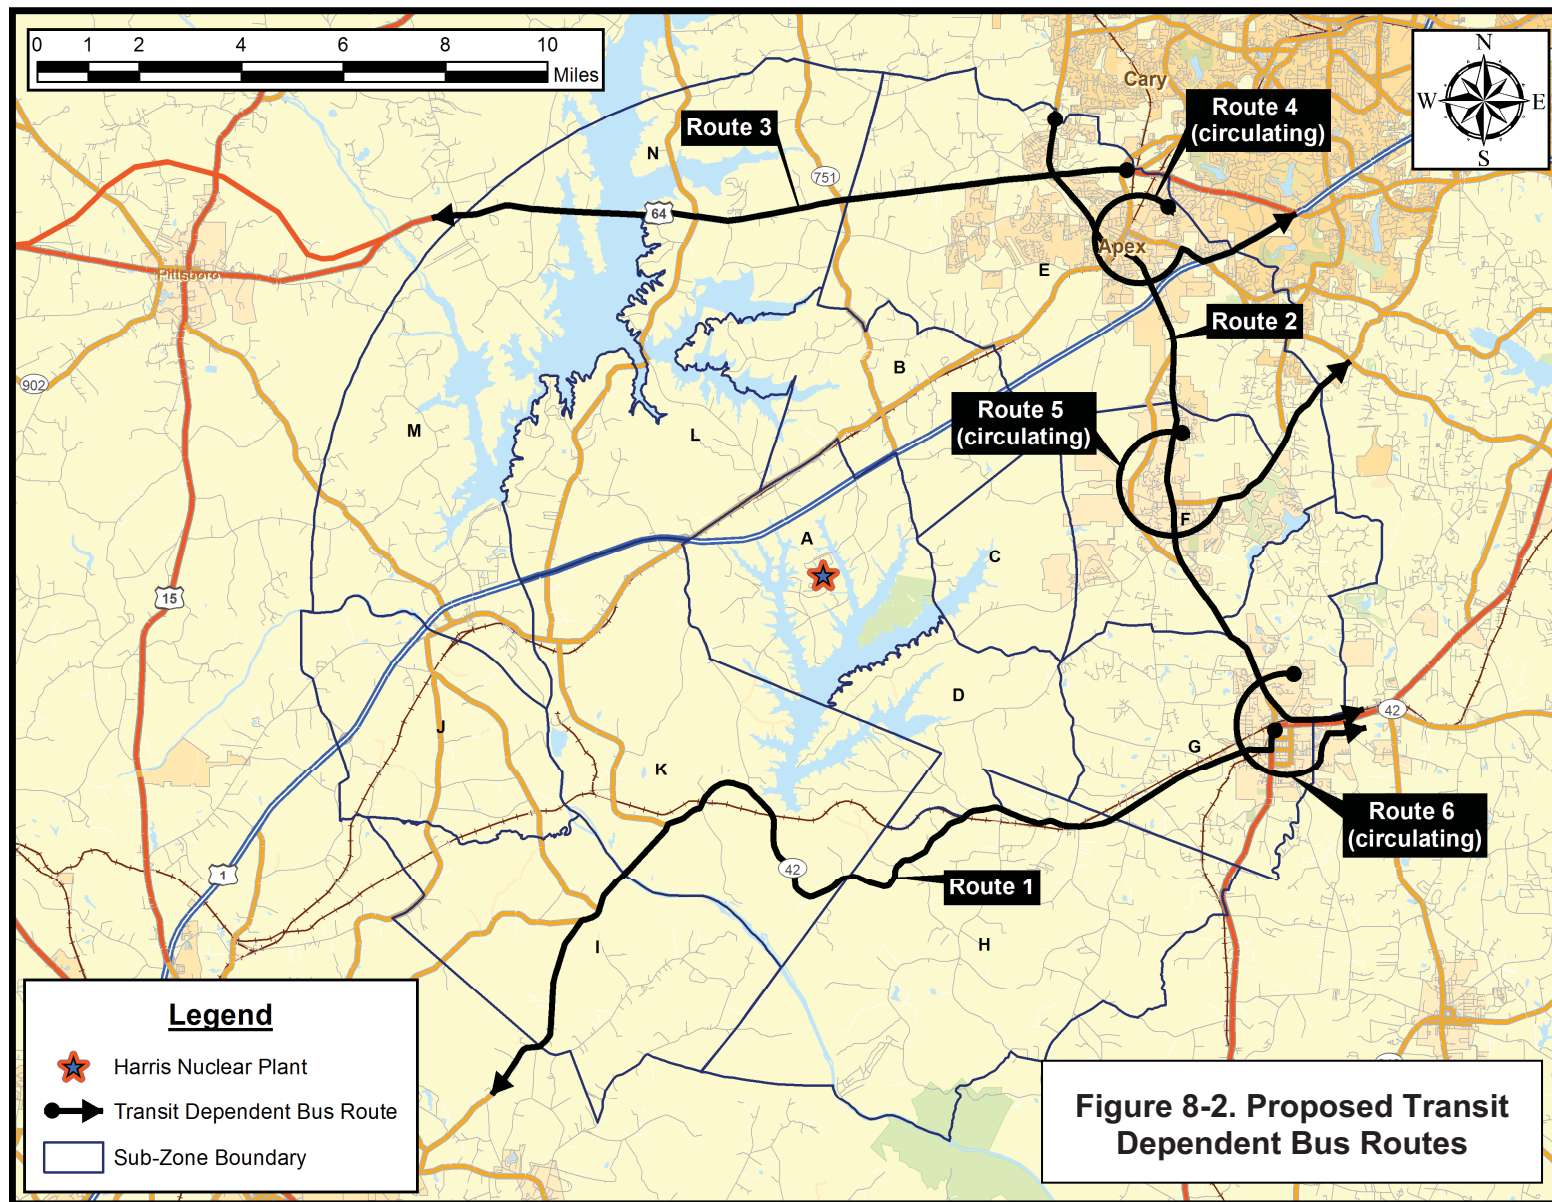 0 1 2 4 6 8 10
Miles
N
W E
S
Cary
Route 4
(circulating)
Route 3
N
751
64
Apex
E
Pittsboro
Route 2
902
B
Route 5
(circulating)
M
L
F
A
C
15
D
J
G
42
K
Route 6
(circulating)
42
1
Route 1
I
H
Legend
Harris Nuclear Plant
Transit Dependent Bus Route
Sub-Zone Boundary
Figure 8-2. Proposed Transit
Dependent Bus Routes